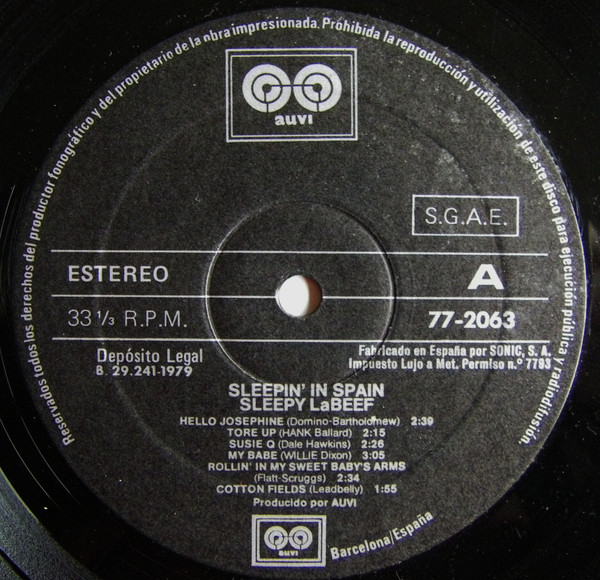 Reservados todos los derechos del productor fonográfico y del propietario de la obra impresionada. Prohibida la reproducción y utilización de este disco para ejecución pública y radiodifusión.
auvi
S.G.A.E.
ESTEREO
A
33 1/3 R.P.M.
77-2063
Depósito Legal
B. 29.241-1979
Fabricado en España por SONIC, S. A.
Impuesto Lujo a Met. Permiso n.º 7793
SLEEPIN' IN SPAIN
SLEEPY LaBEEF
HELLO JOSEPHINE (Domino-Bartholomew) 2:39
TORE UP (HANK Ballard) 2:15
SUSIE Q (Dale Hawkins) 2:26
MY BABE (WILLIE Dixon) 3:05
ROLLIN' IN MY SWEET BABY'S ARMS
(Flatt-Scruggs) 2:34
COTTON FIELDS (Leadbelly) 1:55
Producido por AUVI
auvi
Barcelona/España